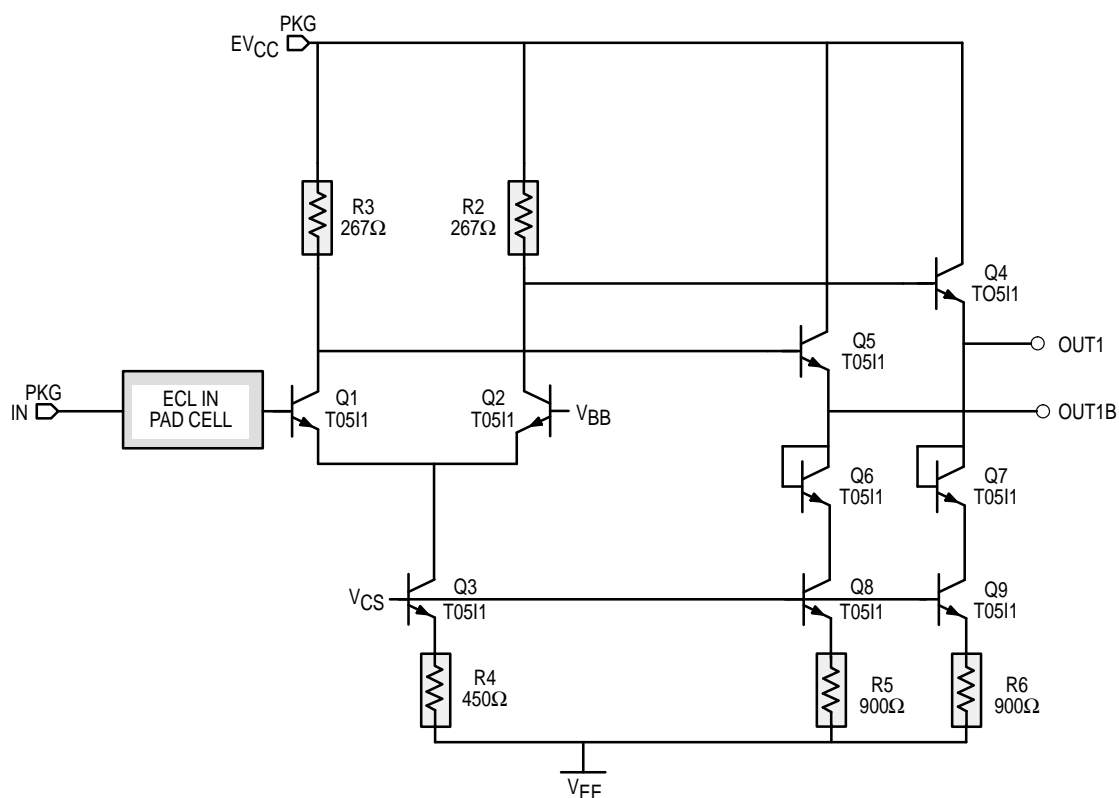 PKG
EVCC
R3
267Ω
R2
267Ω
Q4
TO5I1
Q5
T05I1
OUT1
PKG
IN
ECL IN
PAD CELL
Q1
T05I1
Q2
T05I1
VBB
OUT1B
Q6
T05I1
Q7
T05I1
VCS
Q3
T05I1
Q8
T05I1
Q9
T05I1
R4
450Ω
R5
900Ω
R6
900Ω
VEE